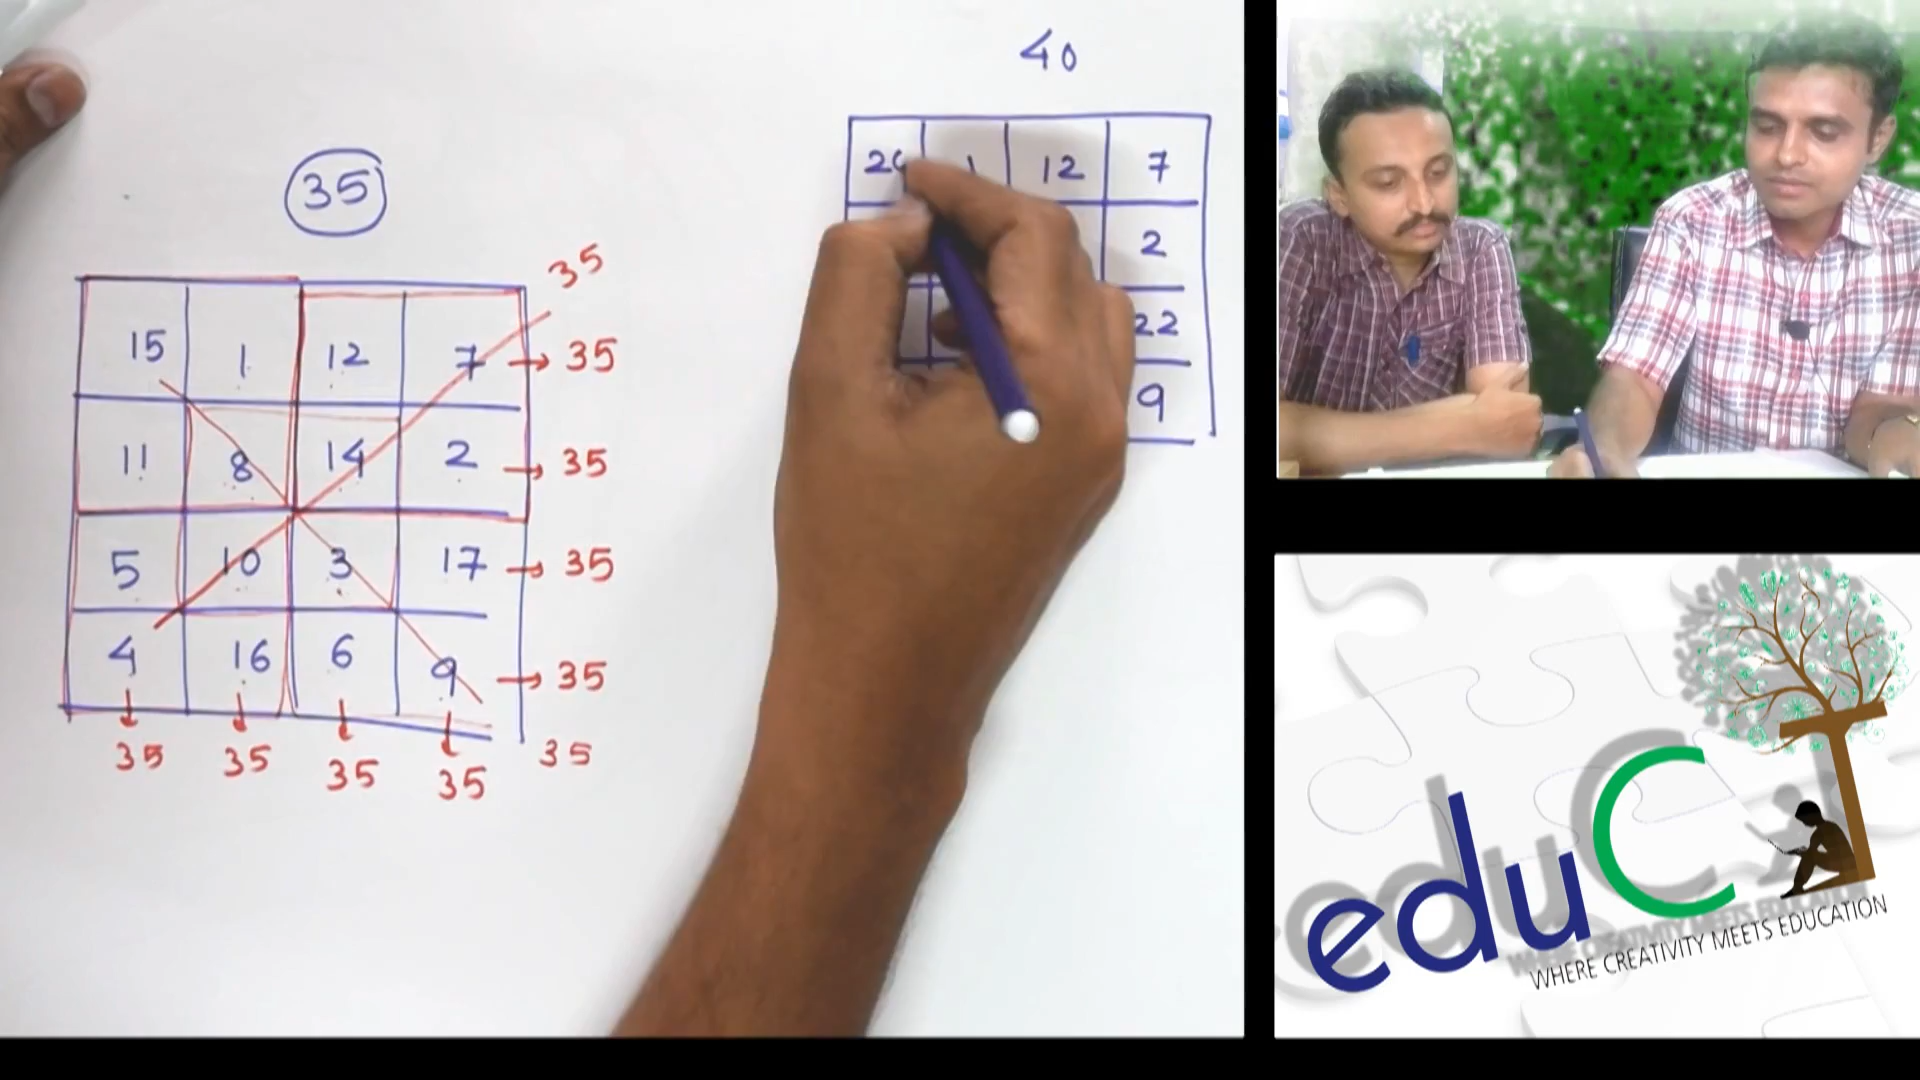 35
35
15 1 12 7 → 35
11 8 14 2 → 35
5 10 3 17 → 35
4 16 6 9 → 35
35 35 35 35 35
40
1 12 7
2
22
9
eduCT
WHERE CREATIVITY MEETS EDUCATION